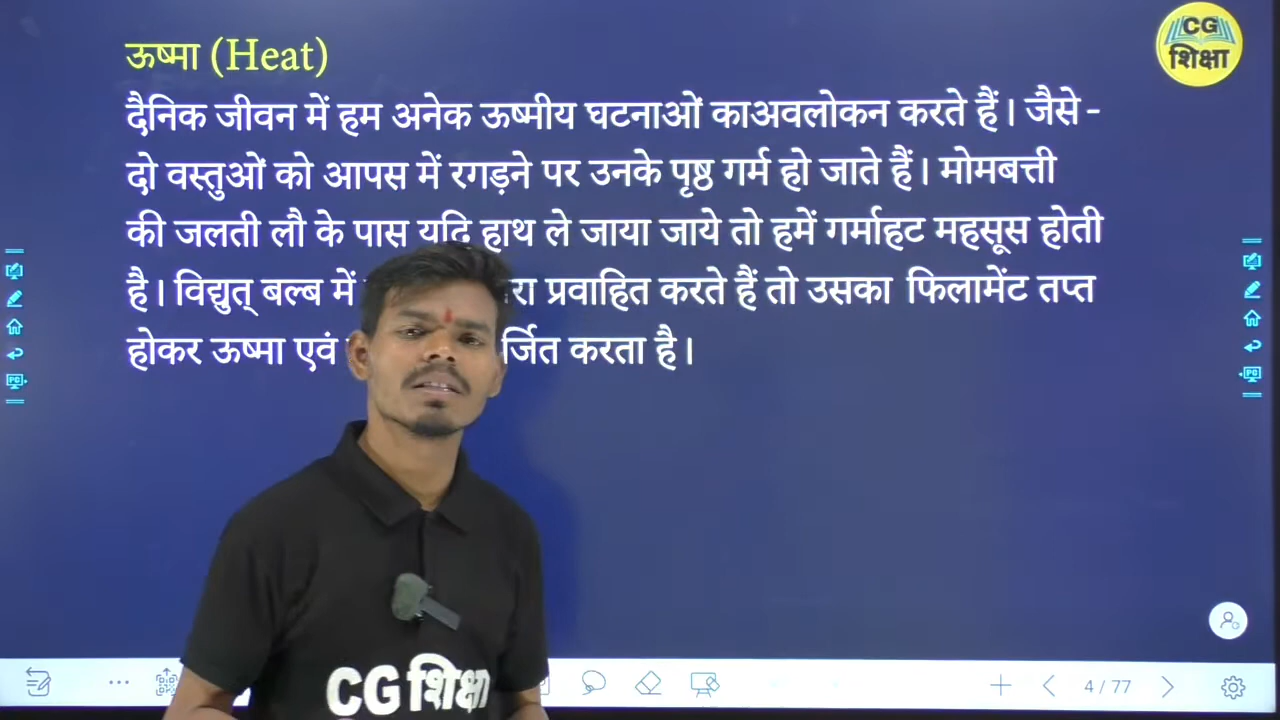 ऊष्मा (Heat)
CG
शिक्षा
दैनिक जीवन में हम अनेक ऊष्मीय घटनाओं काअवलोकन करते हैं। जैसे -
दो वस्तुओं को आपस में रगड़ने पर उनके पृष्ठ गर्म हो जाते हैं। मोमबत्ती
की जलती लौ के पास यदि हाथ ले जाया जाये तो हमें गर्माहट महसूस होती
है। विद्युत् बल्ब में प्रवाहित करते हैं तो उसका फिलामेंट तप्त
होकर ऊष्मा एवं करता है।
CG शिक्षा
4 / 77